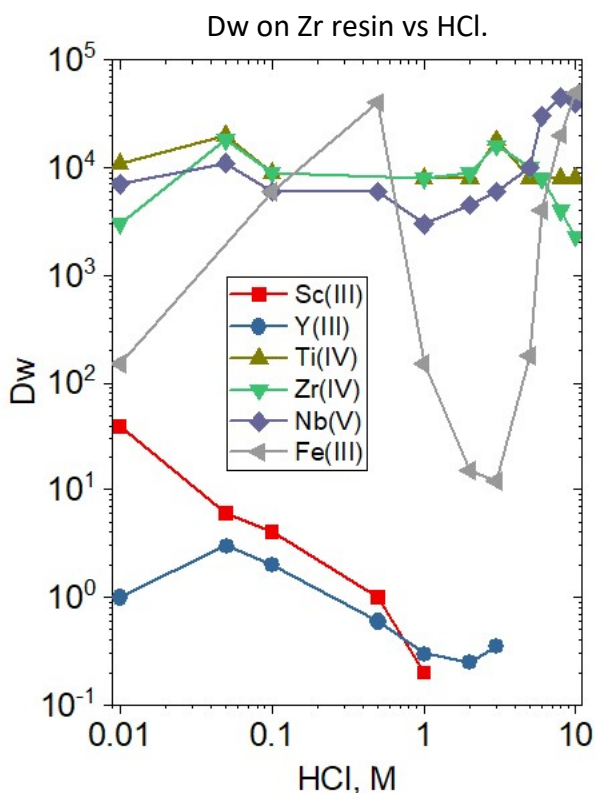 Dw on Zr resin vs HCl.
10^5
10^4
10^3
10^2
10^1
10^0
10^-1
Dw
Sc(III)
Y(III)
Ti(IV)
Zr(IV)
Nb(V)
Fe(III)
0.01 0.1 1 10
HCl, M